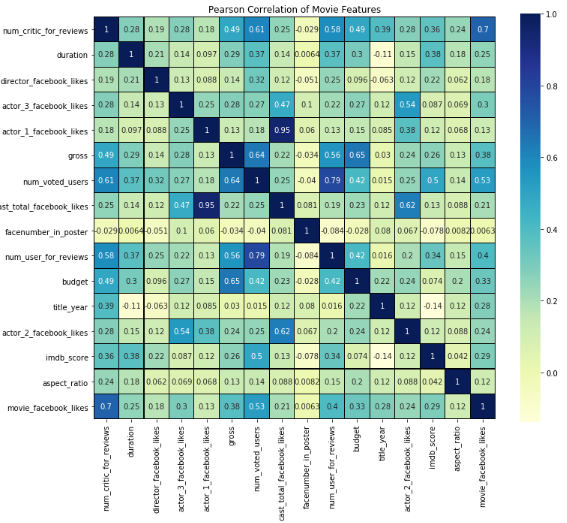 Pearson Correlation of Movie Features
num_critic_for_reviews 1 0.28 0.19 0.28 0.18 0.49 0.61 0.25 -0.029 0.58 0.49 0.39 0.28 0.36 0.24 0.7
duration 0.28 1 0.21 0.14 0.097 0.29 0.37 0.14 0.0064 0.37 0.3 -0.11 0.15 0.38 0.18 0.25
director_facebook_likes 0.19 0.21 1 0.13 0.088 0.14 0.32 0.12 -0.051 0.25 0.096 -0.063 0.12 0.22 0.062 0.18
actor_3_facebook_likes 0.28 0.14 0.13 1 0.25 0.28 0.27 0.47 0.1 0.22 0.27 0.12 0.54 0.087 0.069 0.3
actor_1_facebook_likes 0.18 0.097 0.088 0.25 1 0.13 0.18 0.95 0.06 0.13 0.15 0.085 0.38 0.12 0.068 0.13
gross 0.49 0.29 0.14 0.28 0.13 1 0.64 0.22 -0.034 0.56 0.65 0.03 0.24 0.26 0.13 0.38
num_voted_users 0.61 0.37 0.32 0.27 0.18 0.64 1 0.25 -0.04 0.79 0.42 0.015 0.25 0.5 0.14 0.53
ast_total_facebook_likes 0.25 0.14 0.12 0.47 0.95 0.22 0.25 1 0.081 0.19 0.23 0.12 0.62 0.13 0.088 0.21
facenumber_in_poster -0.029 0.0064 -0.051 0.1 0.06 -0.034 -0.04 0.081 1 -0.084 -0.028 0.08 0.067 -0.078 0.0082 0.0063
num_user_for_reviews 0.58 0.37 0.25 0.22 0.13 0.56 0.79 0.19 -0.084 1 0.42 0.016 0.2 0.34 0.15 0.4
budget 0.49 0.3 0.096 0.27 0.15 0.65 0.42 0.23 -0.028 0.42 1 0.22 0.24 0.074 0.2 0.33
title_year 0.39 -0.11 -0.063 0.12 0.085 0.03 0.015 0.12 0.08 0.016 0.22 1 0.12 -0.14 0.12 0.28
actor_2_facebook_likes 0.28 0.15 0.12 0.54 0.38 0.24 0.25 0.62 0.067 0.2 0.24 0.12 1 0.12 0.088 0.24
imdb_score 0.36 0.38 0.22 0.087 0.12 0.26 0.5 0.13 -0.078 0.34 0.074 -0.14 0.12 1 0.042 0.29
aspect_ratio 0.24 0.18 0.062 0.069 0.068 0.13 0.14 0.088 0.0082 0.15 0.2 0.12 0.088 0.042 1 0.12
movie_facebook_likes 0.7 0.25 0.18 0.3 0.13 0.38 0.53 0.21 0.0063 0.4 0.33 0.28 0.24 0.29 0.12 1
num_critic_for_reviews
duration
director_facebook_likes
actor_3_facebook_likes
actor_1_facebook_likes
gross
num_voted_users
cast_total_facebook_likes
facenumber_in_poster
num_user_for_reviews
budget
title_year
actor_2_facebook_likes
imdb_score
aspect_ratio
movie_facebook_likes
1.0
0.8
0.6
0.4
0.2
0.0